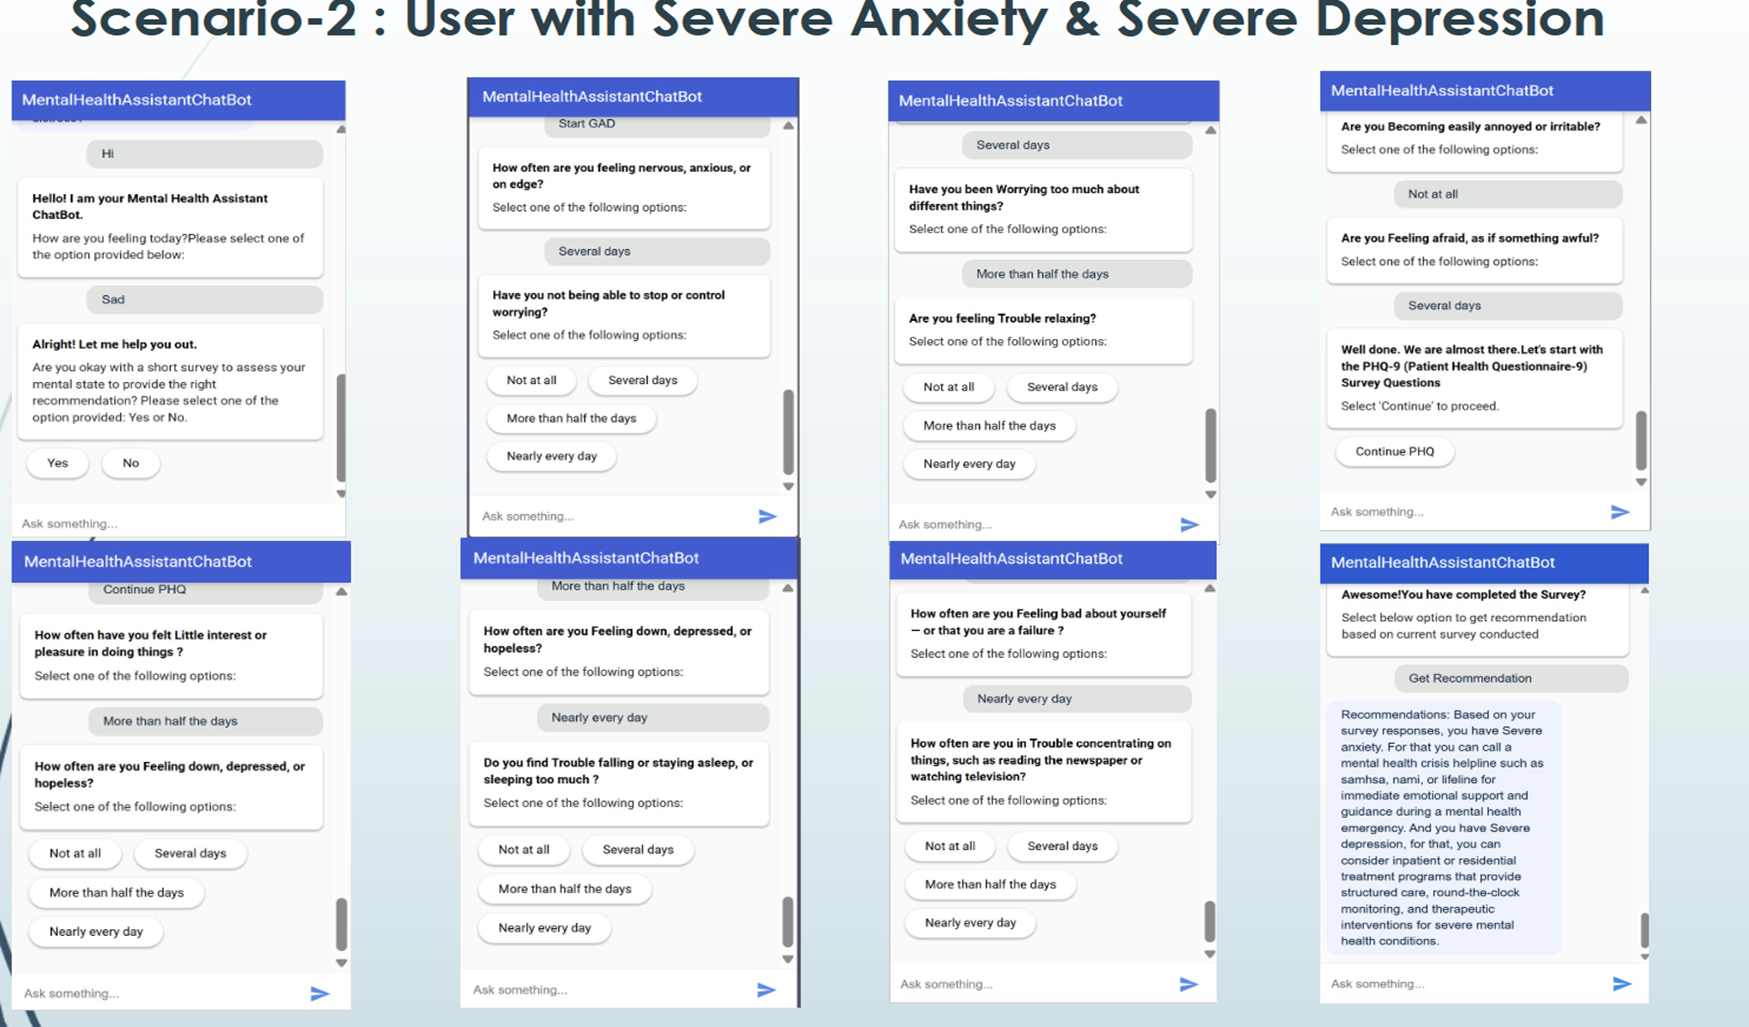 Scenario-2 : User with Severe Anxiety & Severe Depression
MentalHealthAssistantChatBot
Hi
Hello! I am your Mental Health Assistant
ChatBot.
How are you feeling today?Please select one of
the option provided below:
Sad
Alright! Let me help you out.
Are you okay with a short survey to assess your
mental state to provide the right
recommendation? Please select one of the
option provided: Yes or No.
Yes No
Ask something...
MentalHealthAssistantChatBot
Start GAD
How often are you feeling nervous, anxious, or
on edge?
Select one of the following options:
Several days
Have you not being able to stop or control
worrying?
Select one of the following options:
Not at all Several days
More than half the days
Nearly every day
Ask something...
MentalHealthAssistantChatBot
Several days
Have you been Worrying too much about
different things?
Select one of the following options:
More than half the days
Are you feeling Trouble relaxing?
Select one of the following options:
Not at all Several days
More than half the days
Nearly every day
Ask something...
MentalHealthAssistantChatBot
Are you Becoming easily annoyed or irritable?
Select one of the following options:
Not at all
Are you Feeling afraid, as if something awful?
Select one of the following options:
Several days
Well done. We are almost there.Let's start with
the PHQ-9 (Patient Health Questionnaire-9)
Survey Questions
Select 'Continue' to proceed.
Continue PHQ
Ask something...
MentalHealthAssistantChatBot
Continue PHQ
How often have you felt Little interest or
pleasure in doing things ?
Select one of the following options:
More than half the days
How often are you Feeling down, depressed, or
hopeless?
Select one of the following options:
Not at all Several days
More than half the days
Nearly every day
Ask something...
MentalHealthAssistantChatBot
More than half the days
How often are you Feeling down, depressed, or
hopeless?
Select one of the following options:
Nearly every day
Do you find Trouble falling or staying asleep, or
sleeping too much ?
Select one of the following options:
Not at all Several days
More than half the days
Nearly every day
Ask something...
MentalHealthAssistantChatBot
How often are you Feeling bad about yourself
— or that you are a failure ?
Select one of the following options:
Nearly every day
How often are you in Trouble concentrating on
things, such as reading the newspaper or
watching television?
Select one of the following options:
Not at all Several days
More than half the days
Nearly every day
Ask something...
MentalHealthAssistantChatBot
Awesome!You have completed the Survey?
Select below option to get recommendation
based on current survey conducted
Get Recommendation
Recommendations: Based on your
survey responses, you have Severe
anxiety. For that you can call a
mental health crisis helpline such as
samhsa, nami, or lifeline for
immediate emotional support and
guidance during a mental health
emergency. And you have Severe
depression, for that, you can
consider inpatient or residential
treatment programs that provide
structured care, round-the-clock
monitoring, and therapeutic
interventions for severe mental
health conditions.
Ask something...